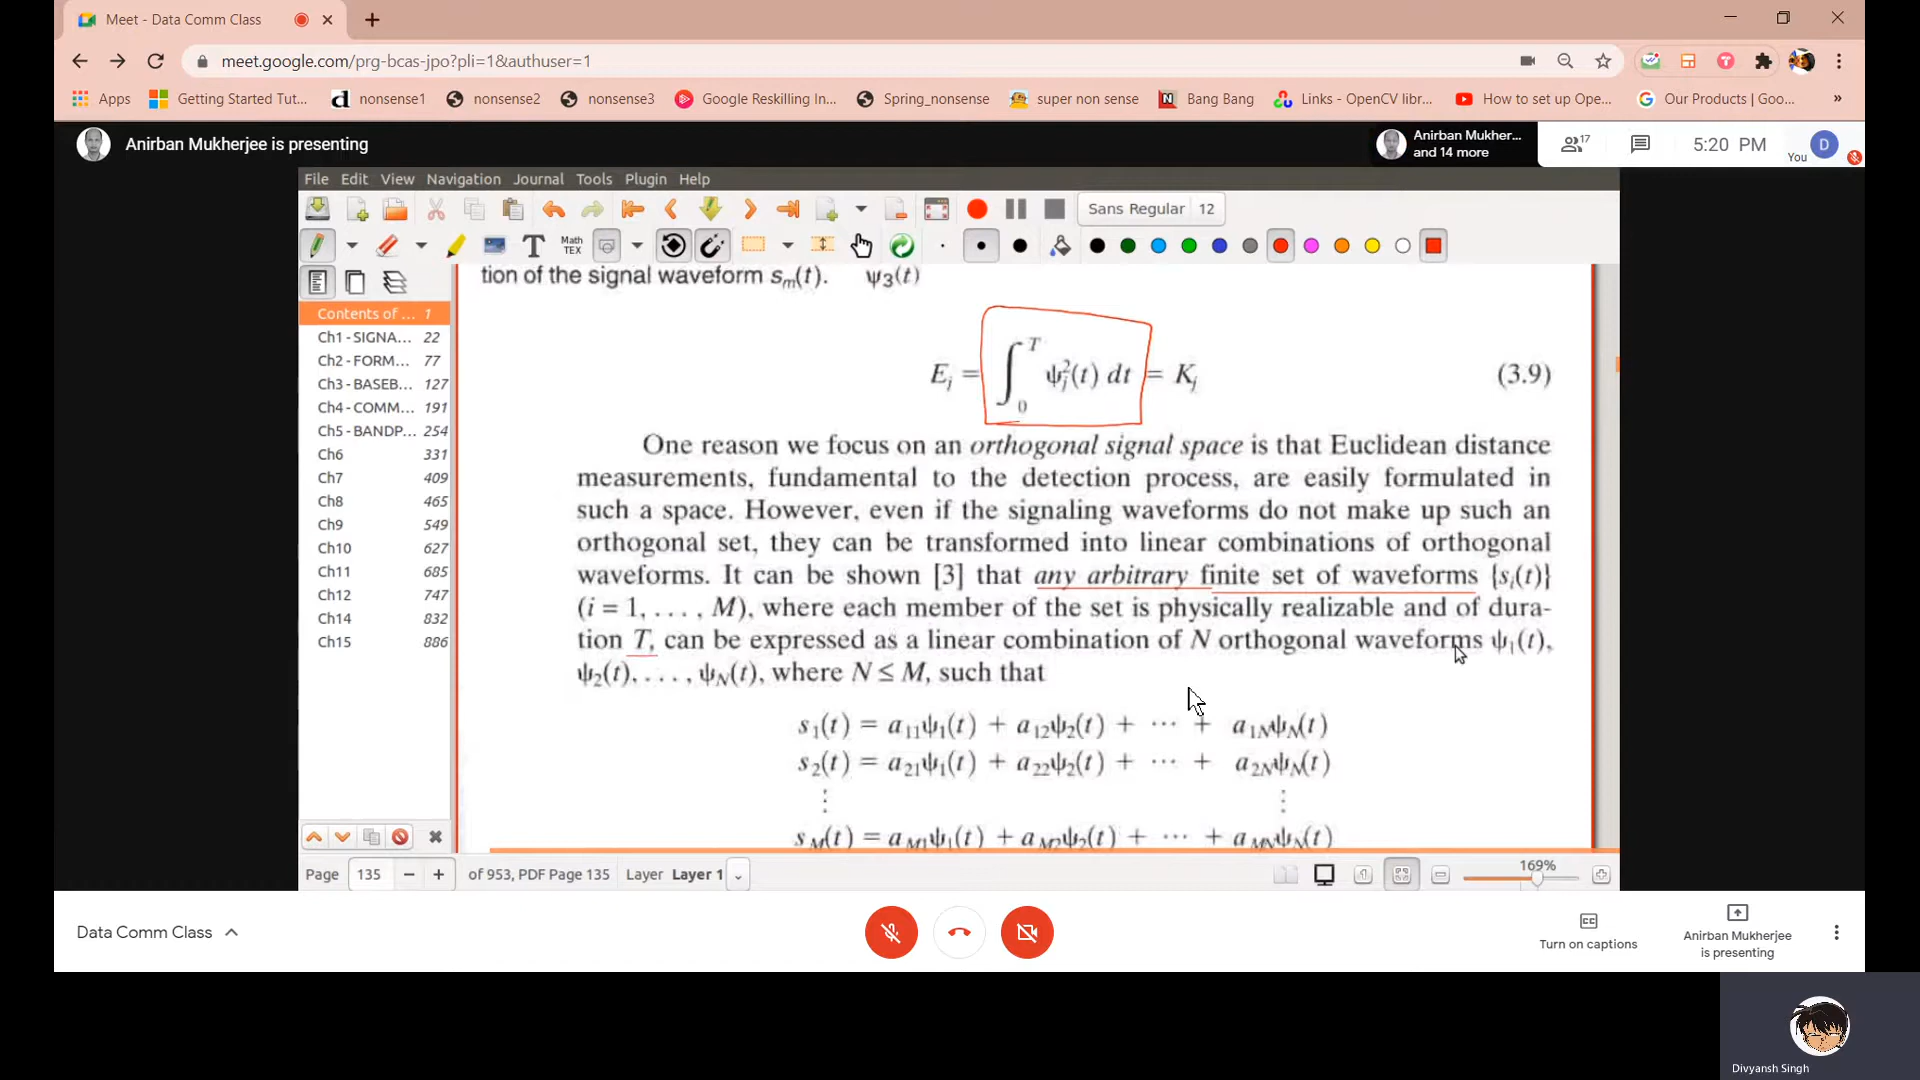 Meet - Data Comm Class
meet.google.com/prg-bcas-jpo?pli=1&authuser=1
Apps Getting Started Tut... nonsense1 nonsense2 nonsense3 Google Reskilling In... Spring_nonsense super non sense Bang Bang Links - OpenCV libr... How to set up Ope... Our Products | Goo... »
Anirban Mukherjee is presenting
Anirban Mukher... and 14 more
17
5:20 PM
You
D
File Edit View Navigation Journal Tools Plugin Help
Sans Regular 12
T Math TEX
Contents of ... 1
Ch1 - SIGNA... 22
Ch2 - FORM... 77
Ch3 - BASEB... 127
Ch4 - COMM... 191
Ch5 - BANDP... 254
Ch6 331
Ch7 409
Ch8 465
Ch9 549
Ch10 627
Ch11 685
Ch12 747
Ch14 832
Ch15 886
tion of the signal waveform sₘ(t). ψ₃(t)
Eⱼ = ∫₀ᵀ ψⱼ²(t) dt = Kⱼ (3.9)
One reason we focus on an orthogonal signal space is that Euclidean distance
measurements, fundamental to the detection process, are easily formulated in
such a space. However, even if the signaling waveforms do not make up such an
orthogonal set, they can be transformed into linear combinations of orthogonal
waveforms. It can be shown [3] that any arbitrary finite set of waveforms {sᵢ(t)}
(i = 1, . . . , M), where each member of the set is physically realizable and of dura-
tion T, can be expressed as a linear combination of N orthogonal waveforms ψ₁(t),
ψ₂(t), . . . , ψ_N(t), where N ≤ M, such that
s₁(t) = a₁₁ψ₁(t) + a₁₂ψ₂(t) + ⋯ + a₁_Nψ_N(t)
s₂(t) = a₂₁ψ₁(t) + a₂₂ψ₂(t) + ⋯ + a₂_Nψ_N(t)
⋮ ⋮
s_M(t) = a_M₁ψ₁(t) + a_M₂ψ₂(t) + ⋯ + a_MNψ_N(t)
Page 135 of 953, PDF Page 135 Layer Layer 1 169%
Data Comm Class
Turn on captions
Anirban Mukherjee is presenting
Divyansh Singh